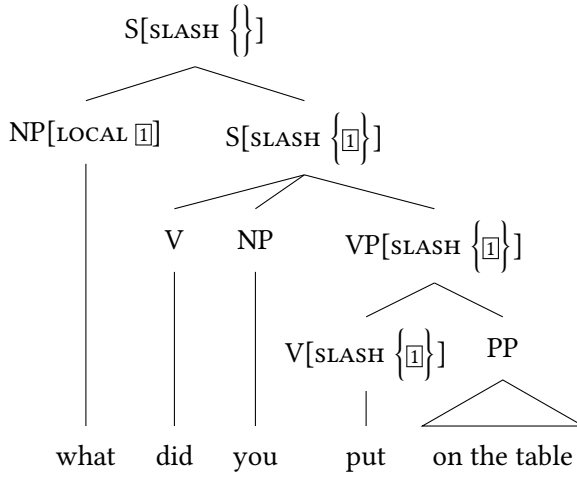 S[SLASH {}]
NP[LOCAL 1] S[SLASH {1}]
V NP VP[SLASH {1}]
V[SLASH {1}] PP
what did you put on the table